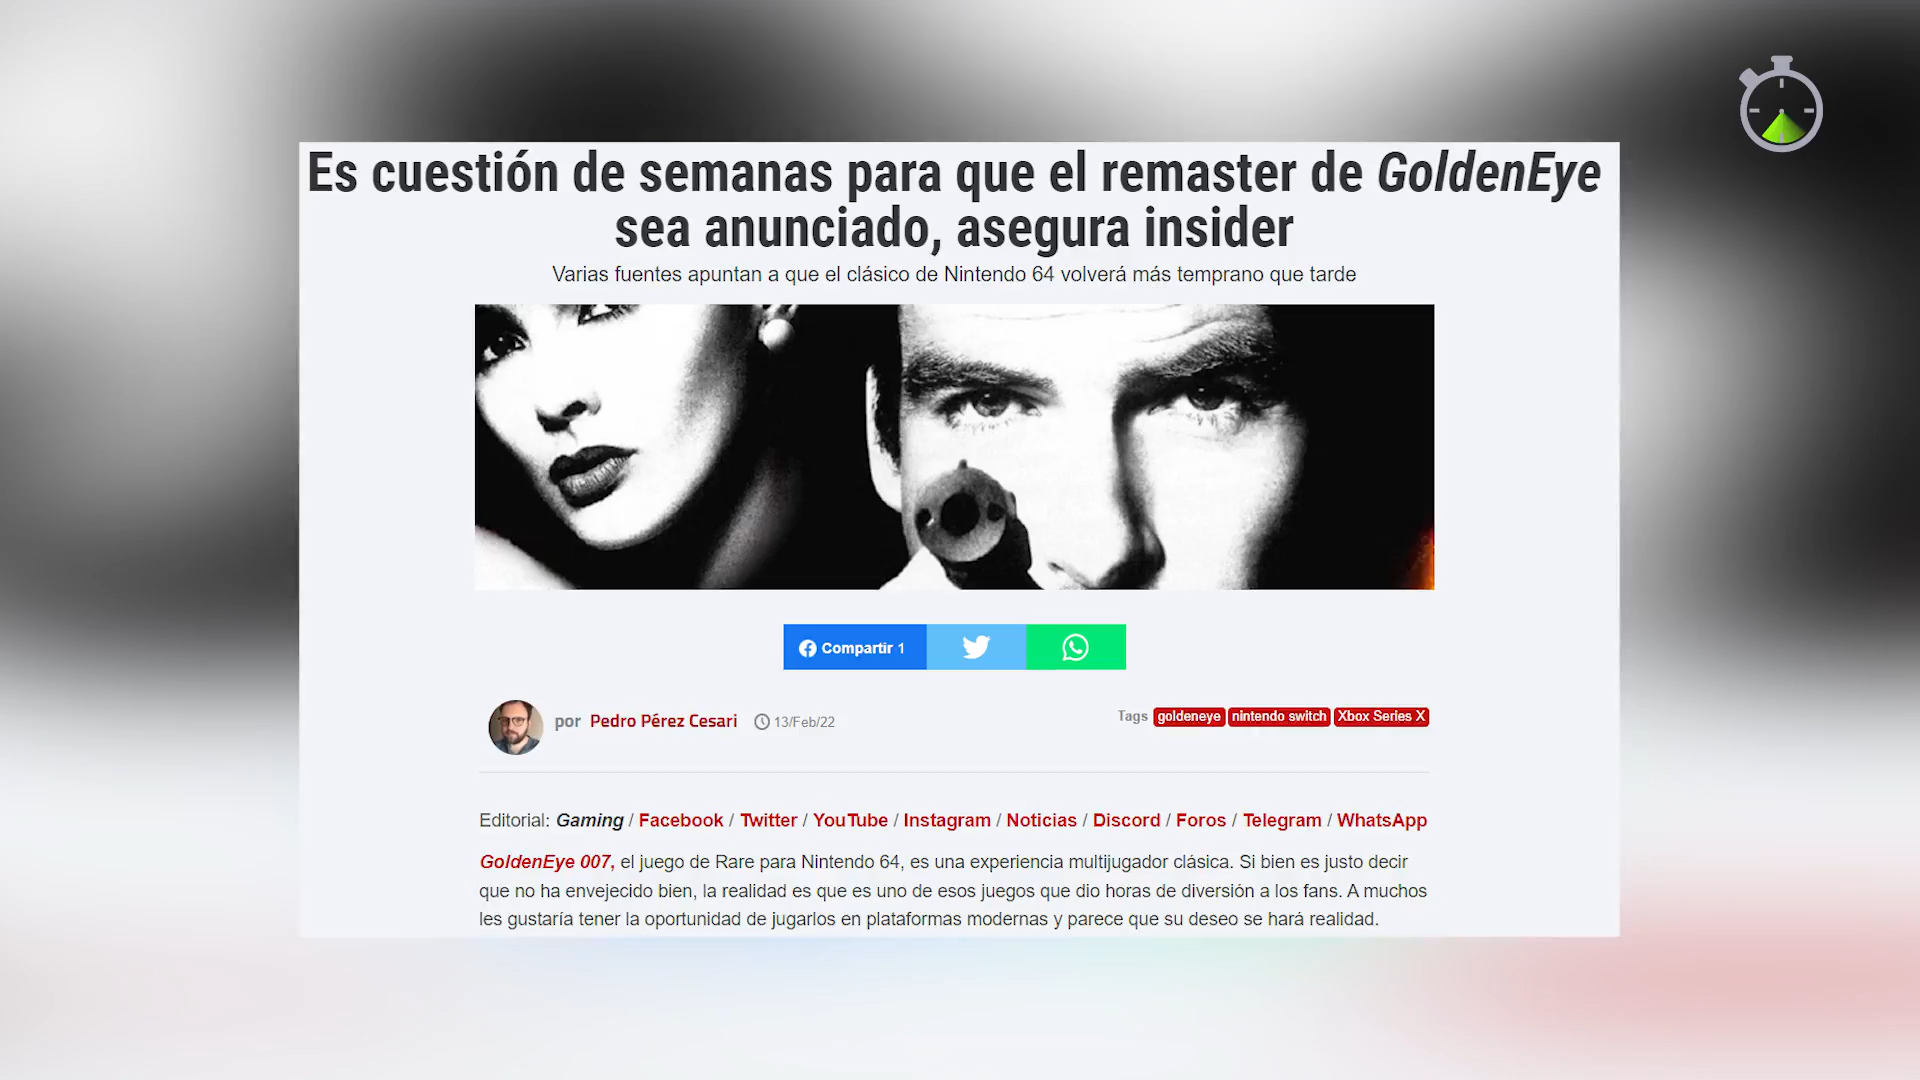 Es cuestión de semanas para que el remaster de GoldenEye
sea anunciado, asegura insider
Varias fuentes apuntan a que el clásico de Nintendo 64 volverá más temprano que tarde
Compartir 1
por Pedro Pérez Cesari 13/Feb/22
Tags goldeneye nintendo switch Xbox Series X
Editorial: Gaming / Facebook / Twitter / YouTube / Instagram / Noticias / Discord / Foros / Telegram / WhatsApp
GoldenEye 007, el juego de Rare para Nintendo 64, es una experiencia multijugador clásica. Si bien es justo decir
que no ha envejecido bien, la realidad es que es uno de esos juegos que dio horas de diversión a los fans. A muchos
les gustaría tener la oportunidad de jugarlos en plataformas modernas y parece que su deseo se hará realidad.